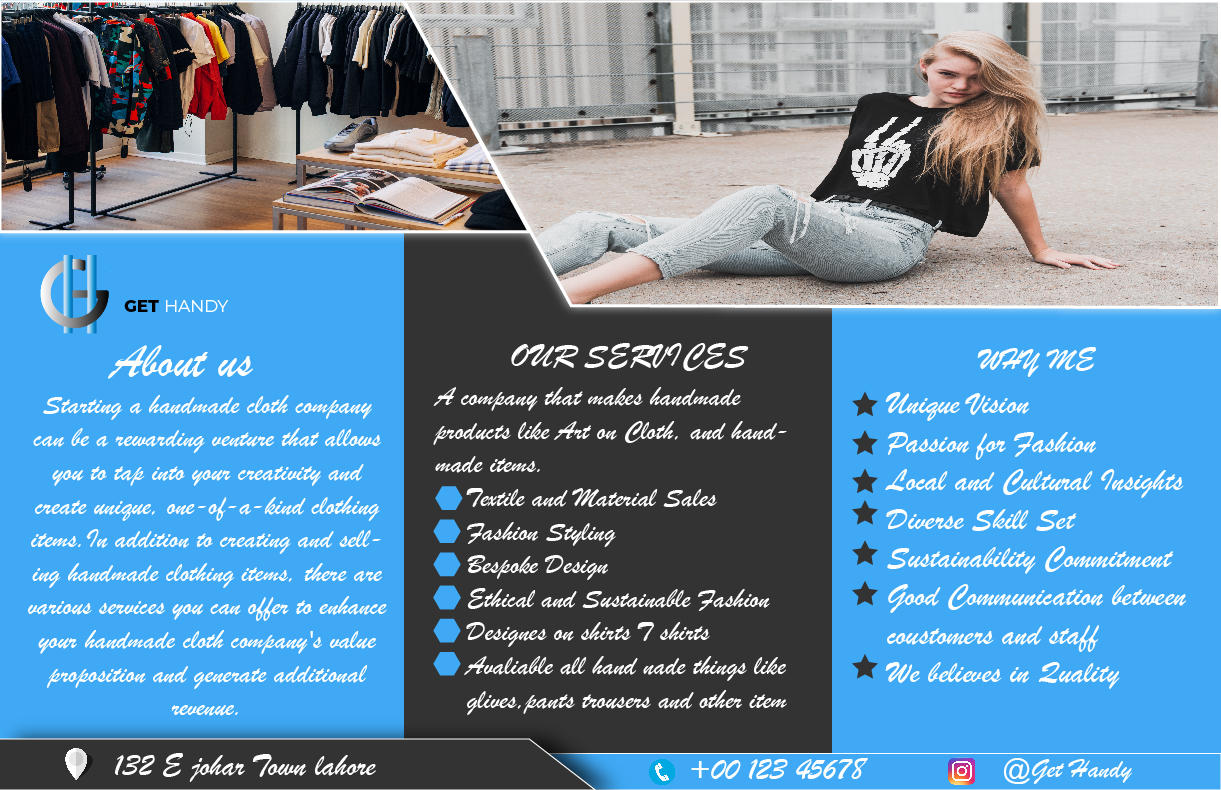 GET HANDY
About us
Starting a handmade cloth company
can be a rewarding venture that allows
you to tap into your creativity and
create unique, one-of-a-kind clothing
items. In addition to creating and sell-
ing handmade clothing items, there are
various services you can offer to enhance
your handmade cloth company's value
proposition and generate additional
revenue.
OUR SERVICES
A company that makes handmade
products like Art on Cloth, and hand-
made items.
Textile and Material Sales
Fashion Styling
Bespoke Design
Ethical and Sustainable Fashion
Designes on shirts T shirts
Avaliable all hand nade things like
glives,pants trousers and other item
WHY ME
Unique Vision
Passion for Fashion
Local and Cultural Insights
Diverse Skill Set
Sustainability Commitment
Good Communication between
coustomers and staff
We believes in Quality
132 E johar Town lahore
+00 123 45678
@Get Handy